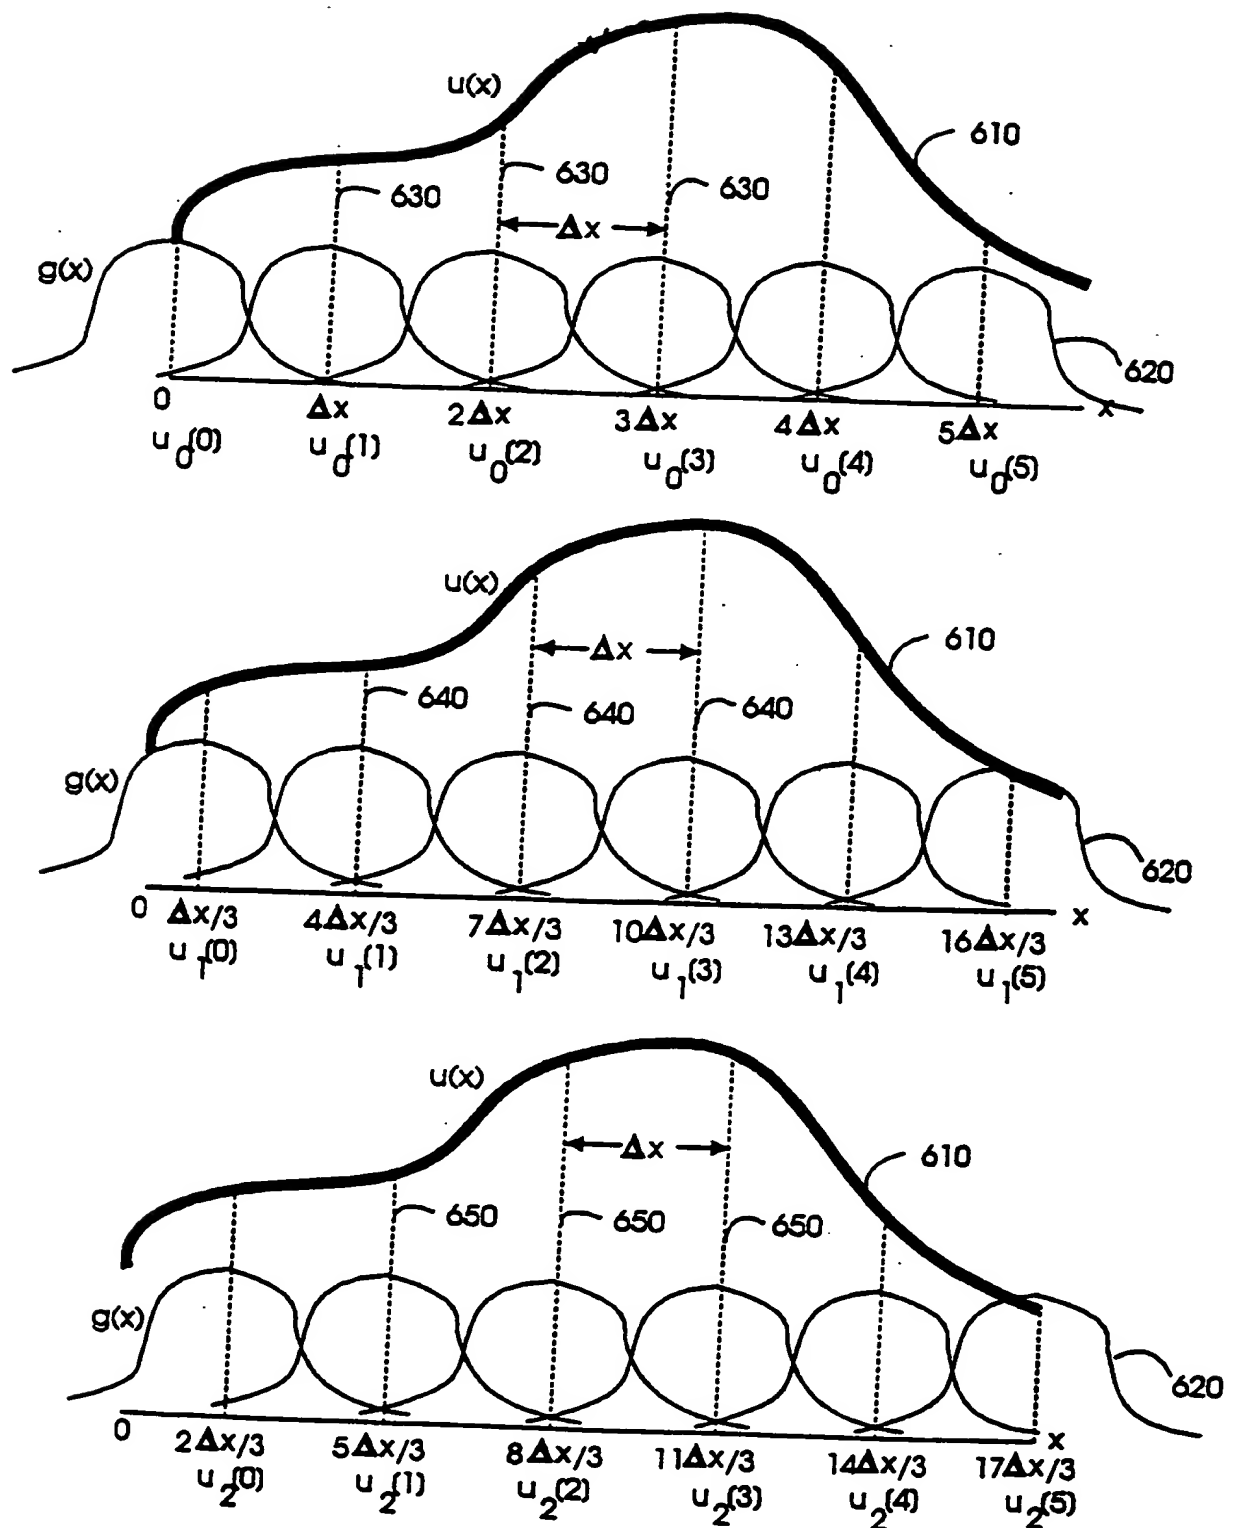 u(x)
610
630
630
630
Δx
g(x)
620
0
Δx
2Δx
3Δx
4Δx
5Δx
x
u0(0)
u0(1)
u0(2)
u0(3)
u0(4)
u0(5)
u(x)
610
Δx
640
640
640
g(x)
620
0
Δx/3
4Δx/3
7Δx/3
10Δx/3
13Δx/3
16Δx/3
x
u1(0)
u1(1)
u1(2)
u1(3)
u1(4)
u1(5)
u(x)
Δx
610
650
650
650
g(x)
620
0
2Δx/3
5Δx/3
8Δx/3
11Δx/3
14Δx/3
17Δx/3
x
u2(0)
u2(1)
u2(2)
u2(3)
u2(4)
u2(5)